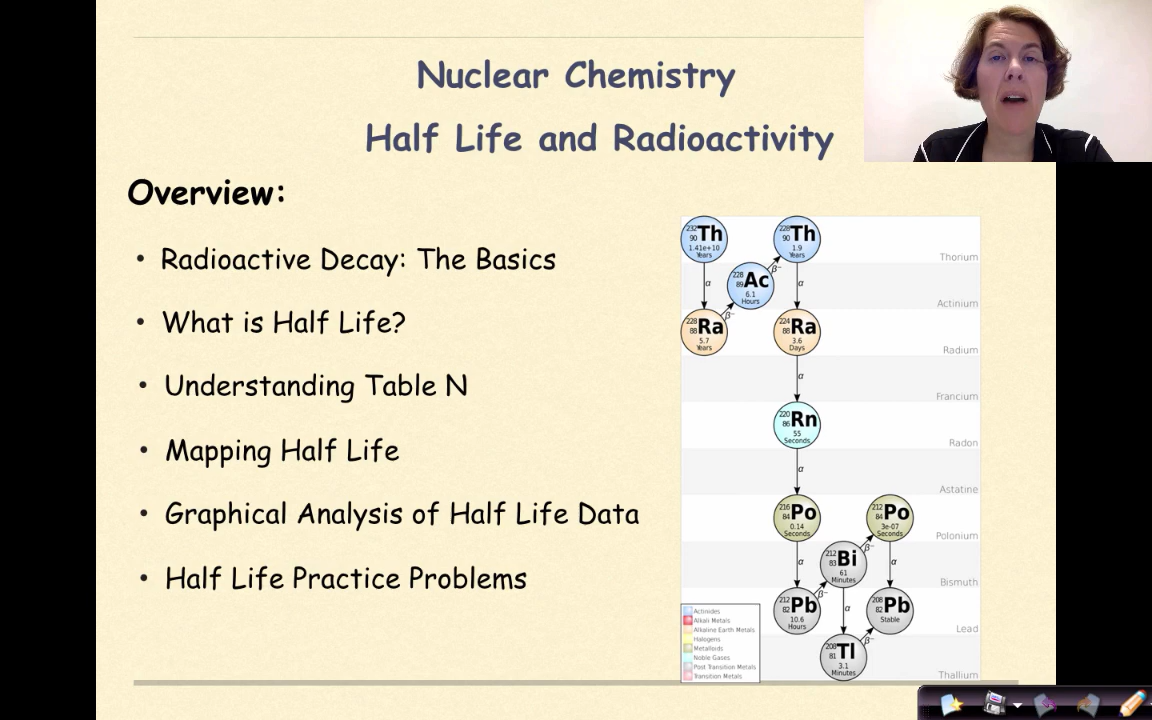 Nuclear Chemistry
Half Life and Radioactivity
Overview:
• Radioactive Decay: The Basics
• What is Half Life?
• Understanding Table N
• Mapping Half Life
• Graphical Analysis of Half Life Data
• Half Life Practice Problems
232 90 Th 1.41e+10 Years
228 90 Th 1.9 Years
Thorium
α
β⁻
228 89 Ac 6.1 Hours
α
Actinium
β⁻
228 88 Ra 5.7 Years
224 88 Ra 3.6 Days
Radium
α
Francium
220 86 Rn 55 Seconds
Radon
α
Astatine
216 84 Po 0.14 Seconds
212 84 Po 3e-07 Seconds
Polonium
α
β⁻
212 83 Bi 61 Minutes
α
Bismuth
β⁻
212 82 Pb 10.6 Hours
α
208 82 Pb Stable
Lead
β⁻
208 81 Tl 3.1 Minutes
Thallium
Actinides
Alkali Metals
Alkaline Earth Metals
Halogens
Metalloids
Noble Gases
Post Transition Metals
Transition Metals